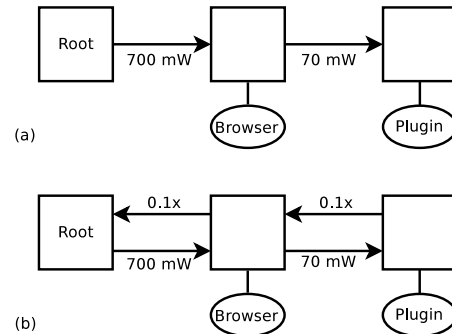 Root
700 mW
70 mW
Browser
Plugin
(a)
0.1x
0.1x
Root
700 mW
70 mW
Browser
Plugin
(b)